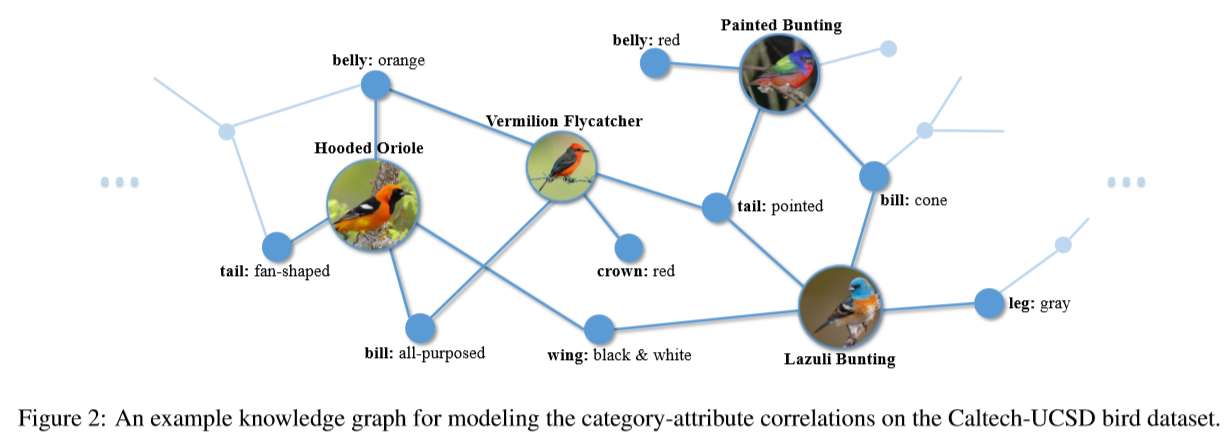 Painted Bunting
belly: red
belly: orange
Vermilion Flycatcher
Hooded Oriole
bill: cone
tail: pointed
tail: fan-shaped
crown: red
leg: gray
bill: all-purposed
wing: black & white
Lazuli Bunting
Figure 2: An example knowledge graph for modeling the category-attribute correlations on the Caltech-UCSD bird dataset.